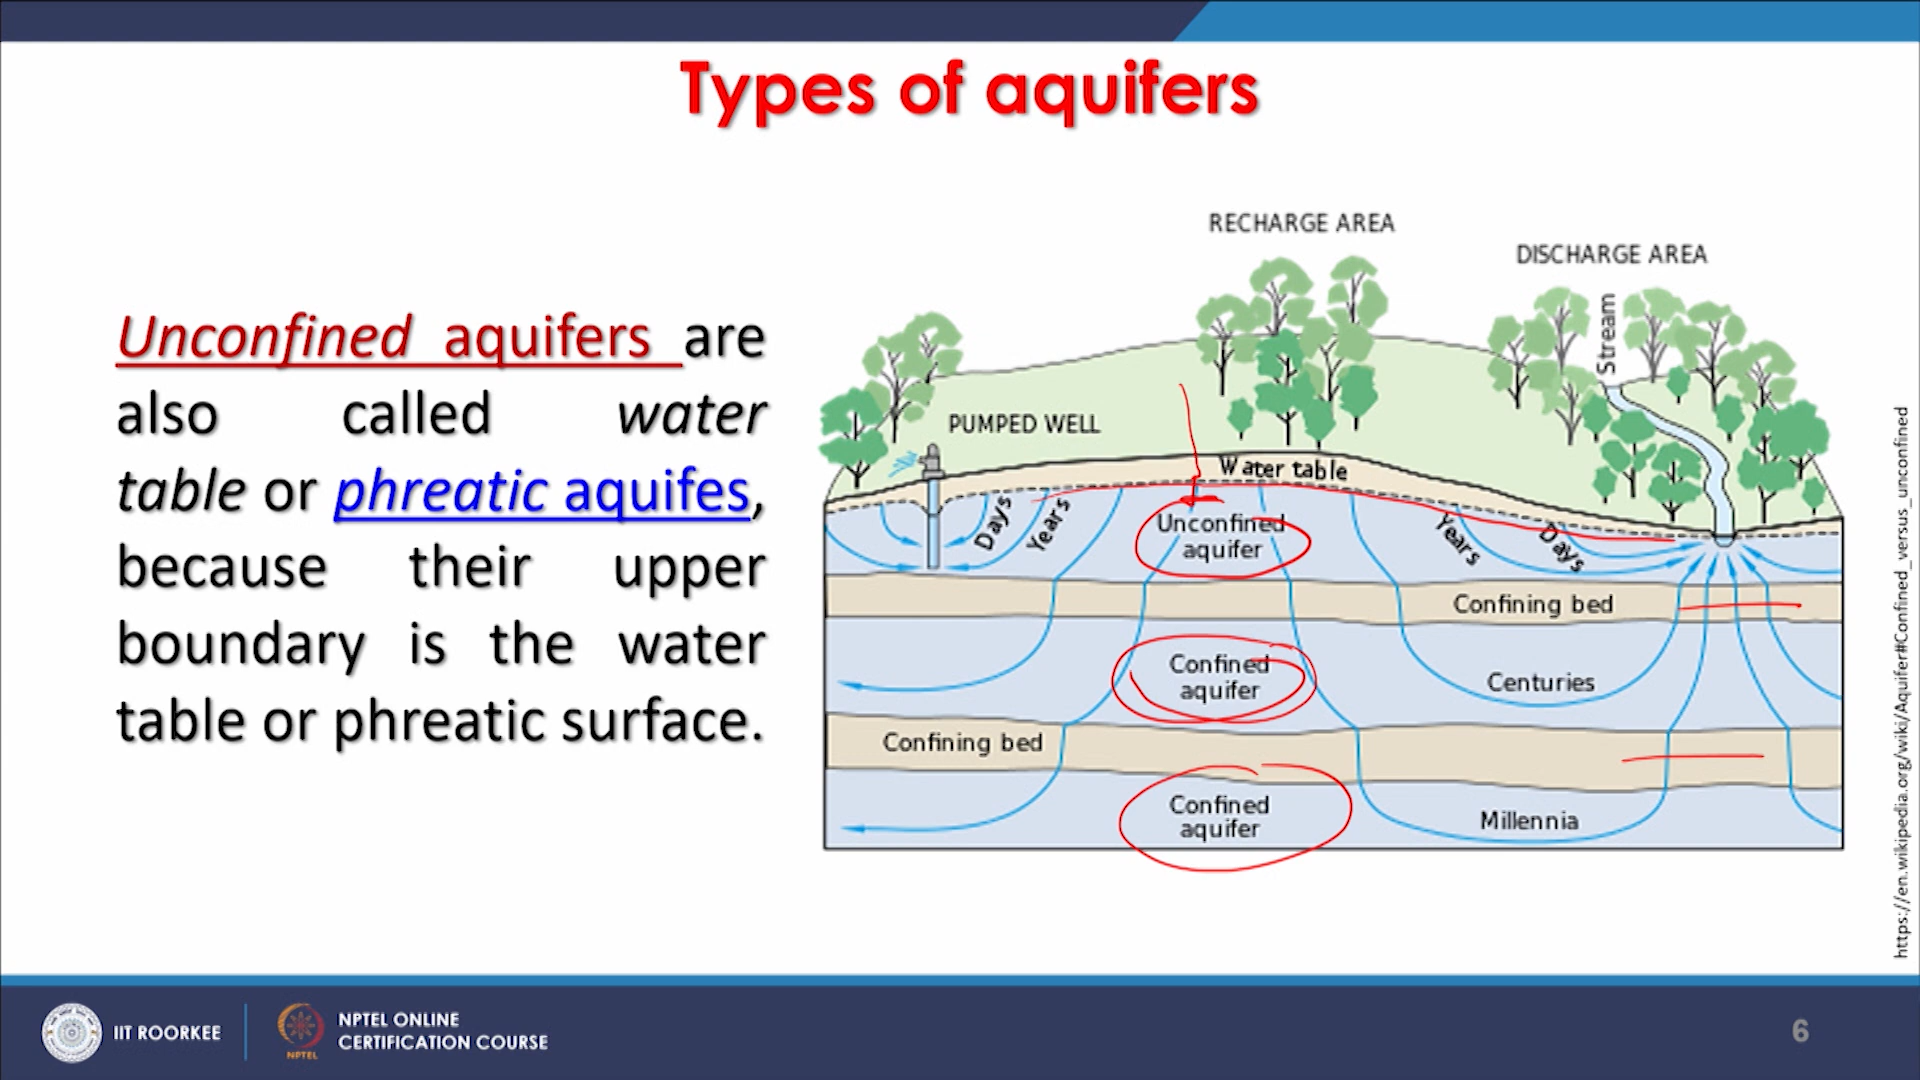 Types of aquifers
Unconfined aquifers are
also called water
table or phreatic aquifes,
because their upper
boundary is the water
table or phreatic surface.
RECHARGE AREA
DISCHARGE AREA
Stream
PUMPED WELL
Water table
Days
Years
Unconfined
aquifer
Years
Days
Confining bed
Confined
aquifer
Centuries
Confining bed
Confined
aquifer
Millennia
https://en.wikipedia.org/wiki/Aquifer#Confined_versus_unconfined
IIT ROORKEE
NPTEL
NPTEL ONLINE
CERTIFICATION COURSE
6